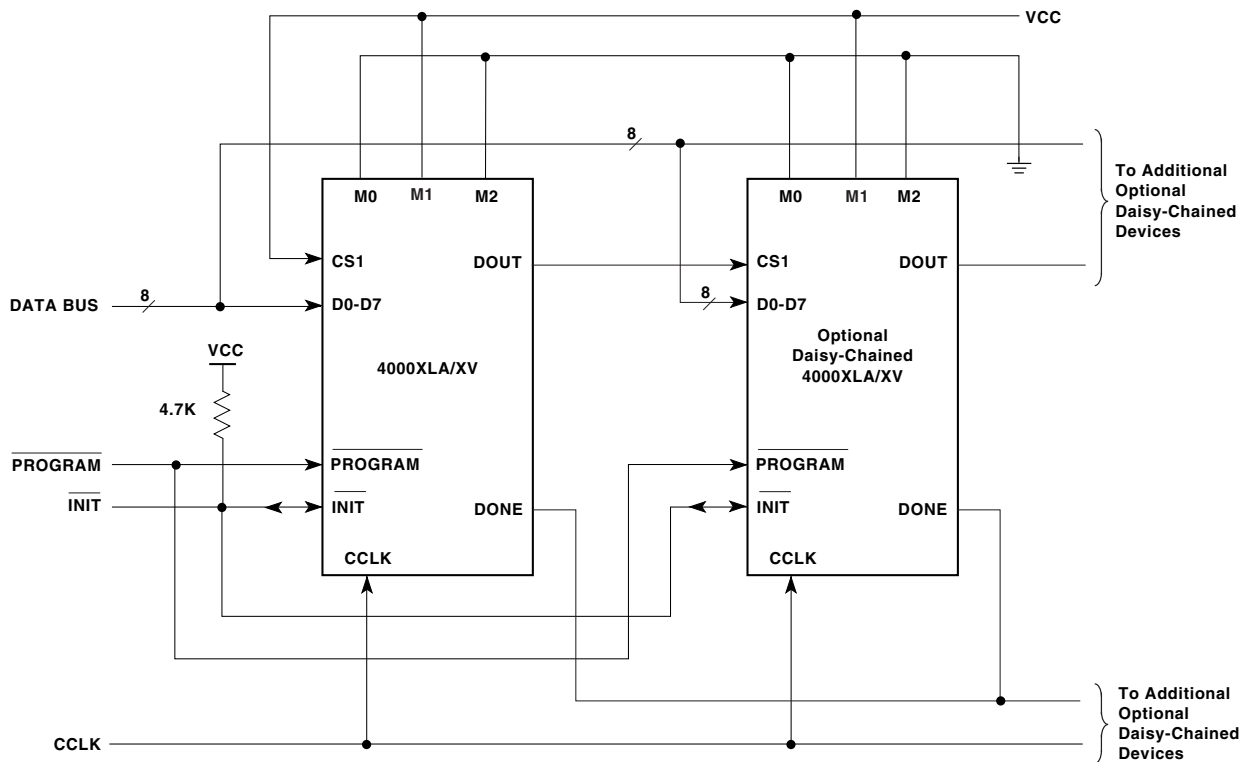 VCC
8
To Additional
Optional
Daisy-Chained
Devices
M0
M1
M2
M0
M1
M2
CS1
DOUT
CS1
DOUT
DATA BUS
8
D0-D7
8
D0-D7
VCC
4.7K
4000XLA/XV
Optional
Daisy-Chained
4000XLA/XV
PROGRAM
PROGRAM
PROGRAM
INIT
INIT
DONE
INIT
DONE
CCLK
CCLK
To Additional
Optional
Daisy-Chained
Devices
CCLK